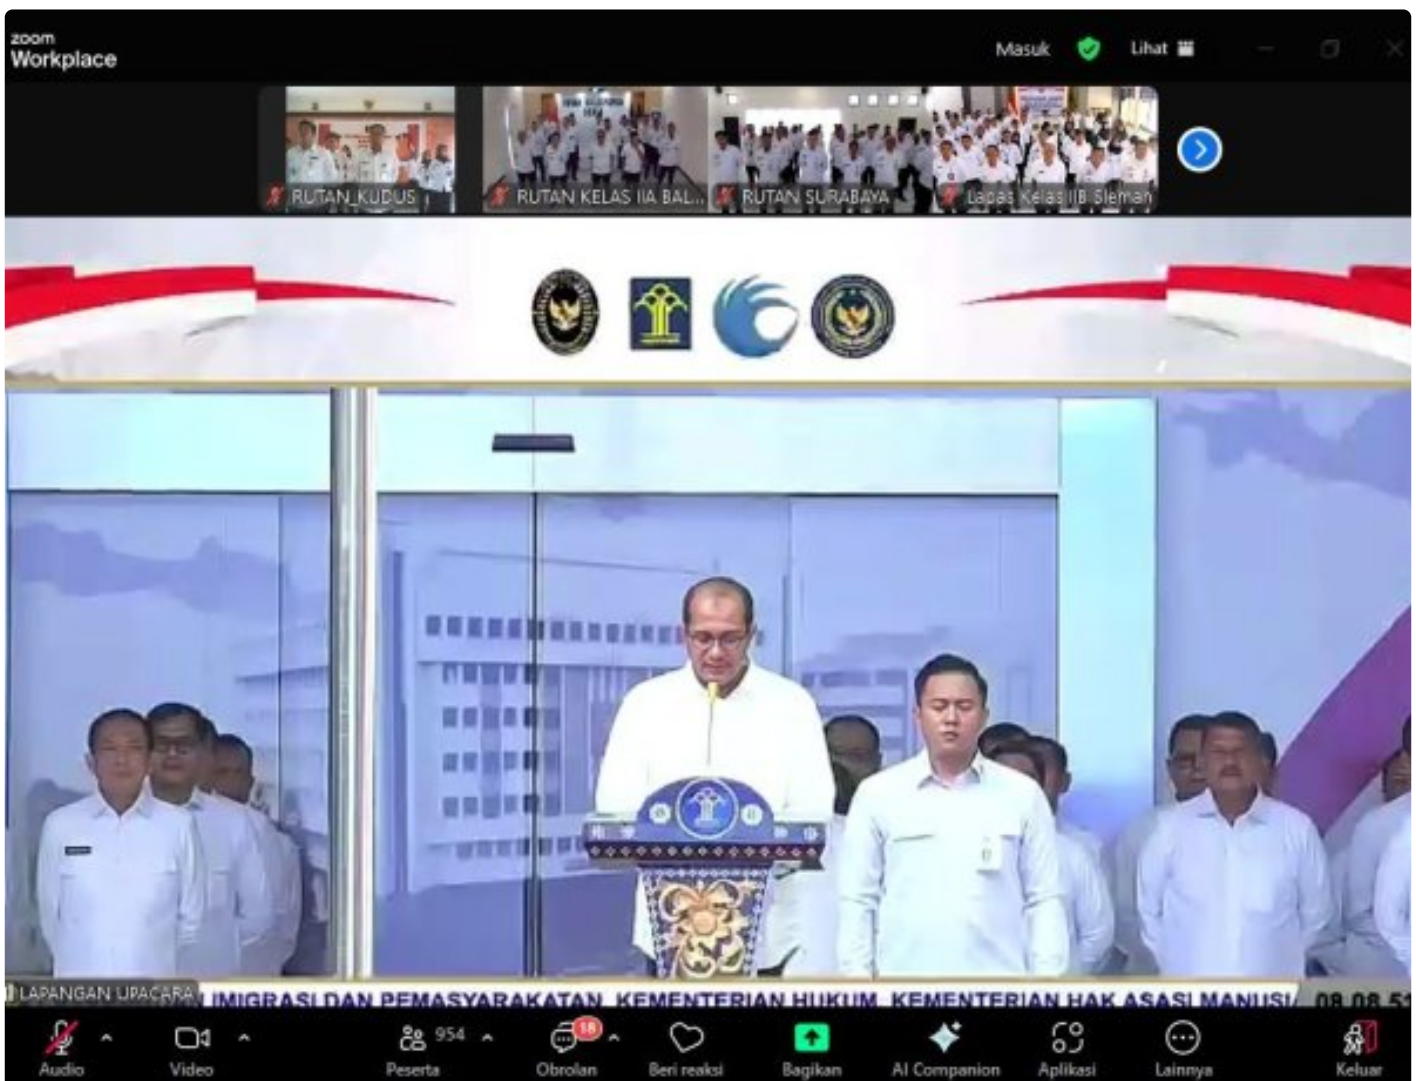 zoom
Workplace
Masuk
Lihat
RUTAN_KUDUS
RUTAN KELAS IIA BAL...
RUTAN SURABAYA
Lapas Kelas IIB Sleman
LAPANGAN UPACARA
IMIGRASI DAN PEMASYARAKATAN, KEMENTERIAN HUKUM, KEMENTERIAN HAK ASASI MANUSI
08.08.51
Audio
Video
954
Peserta
18
Obrolan
Beri reaksi
Bagikan
AI Companion
Aplikasi
Lainnya
Keluar